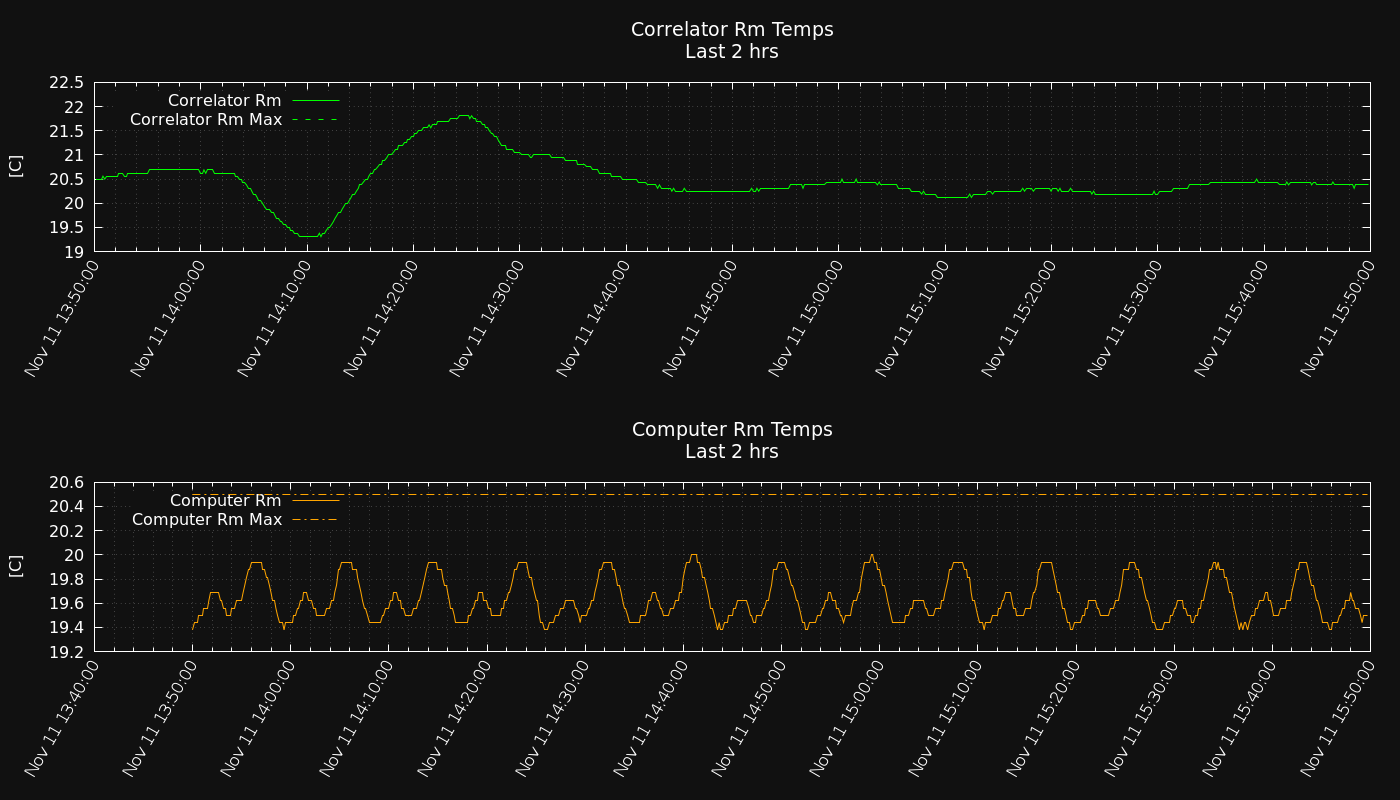 Correlator Rm Temps
Last 2 hrs
22.5
22
21.5
21
20.5
20
19.5
19
[C]
Correlator Rm
Correlator Rm Max
Nov 11 13:50:00
Nov 11 14:00:00
Nov 11 14:10:00
Nov 11 14:20:00
Nov 11 14:30:00
Nov 11 14:40:00
Nov 11 14:50:00
Nov 11 15:00:00
Nov 11 15:10:00
Nov 11 15:20:00
Nov 11 15:30:00
Nov 11 15:40:00
Nov 11 15:50:00
Computer Rm Temps
Last 2 hrs
20.6
20.4
20.2
20
19.8
19.6
19.4
19.2
[C]
Computer Rm
Computer Rm Max
Nov 11 13:40:00
Nov 11 13:50:00
Nov 11 14:00:00
Nov 11 14:10:00
Nov 11 14:20:00
Nov 11 14:30:00
Nov 11 14:40:00
Nov 11 14:50:00
Nov 11 15:00:00
Nov 11 15:10:00
Nov 11 15:20:00
Nov 11 15:30:00
Nov 11 15:40:00
Nov 11 15:50:00